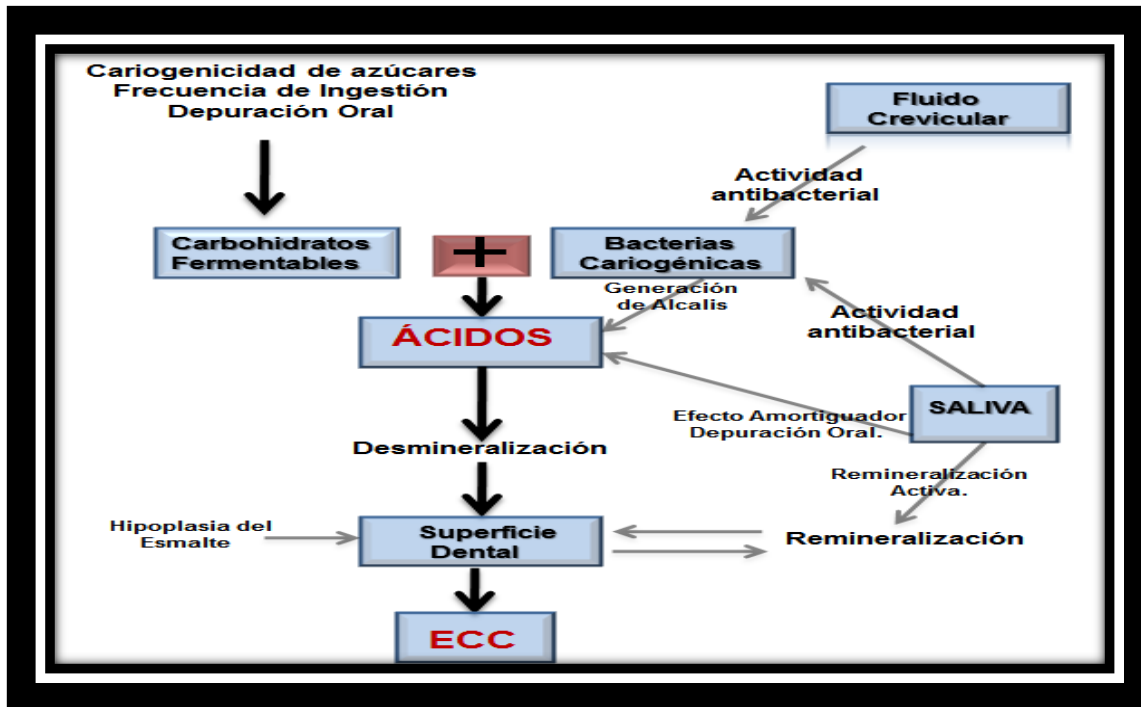 Cariogenicidad de azúcares
Frecuencia de Ingestión
Depuración Oral
Fluido
Crevicular
Actividad
antibacterial
Carbohidratos
Fermentables
+
Bacterias
Cariogénicas
Generación
de Alcalis
Actividad
antibacterial
ÁCIDOS
SALIVA
Efecto Amortiguador
Depuración Oral.
Desmineralización
Remineralización
Activa.
Hipoplasia del
Esmalte
Superficie
Dental
Remineralización
ECC